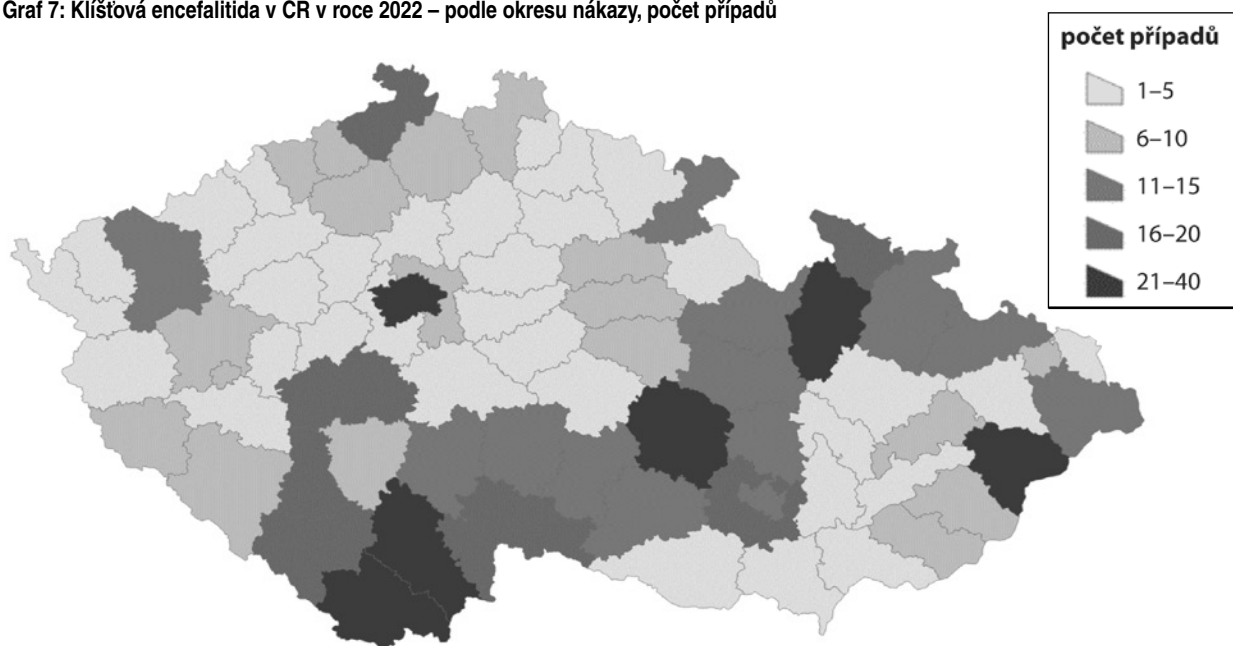 Graf 7: Klíšťová encefalitida v ČR v roce 2022 – podle okresu nákazy, počet případů
počet případů
1–5
6–10
11–15
16–20
21–40